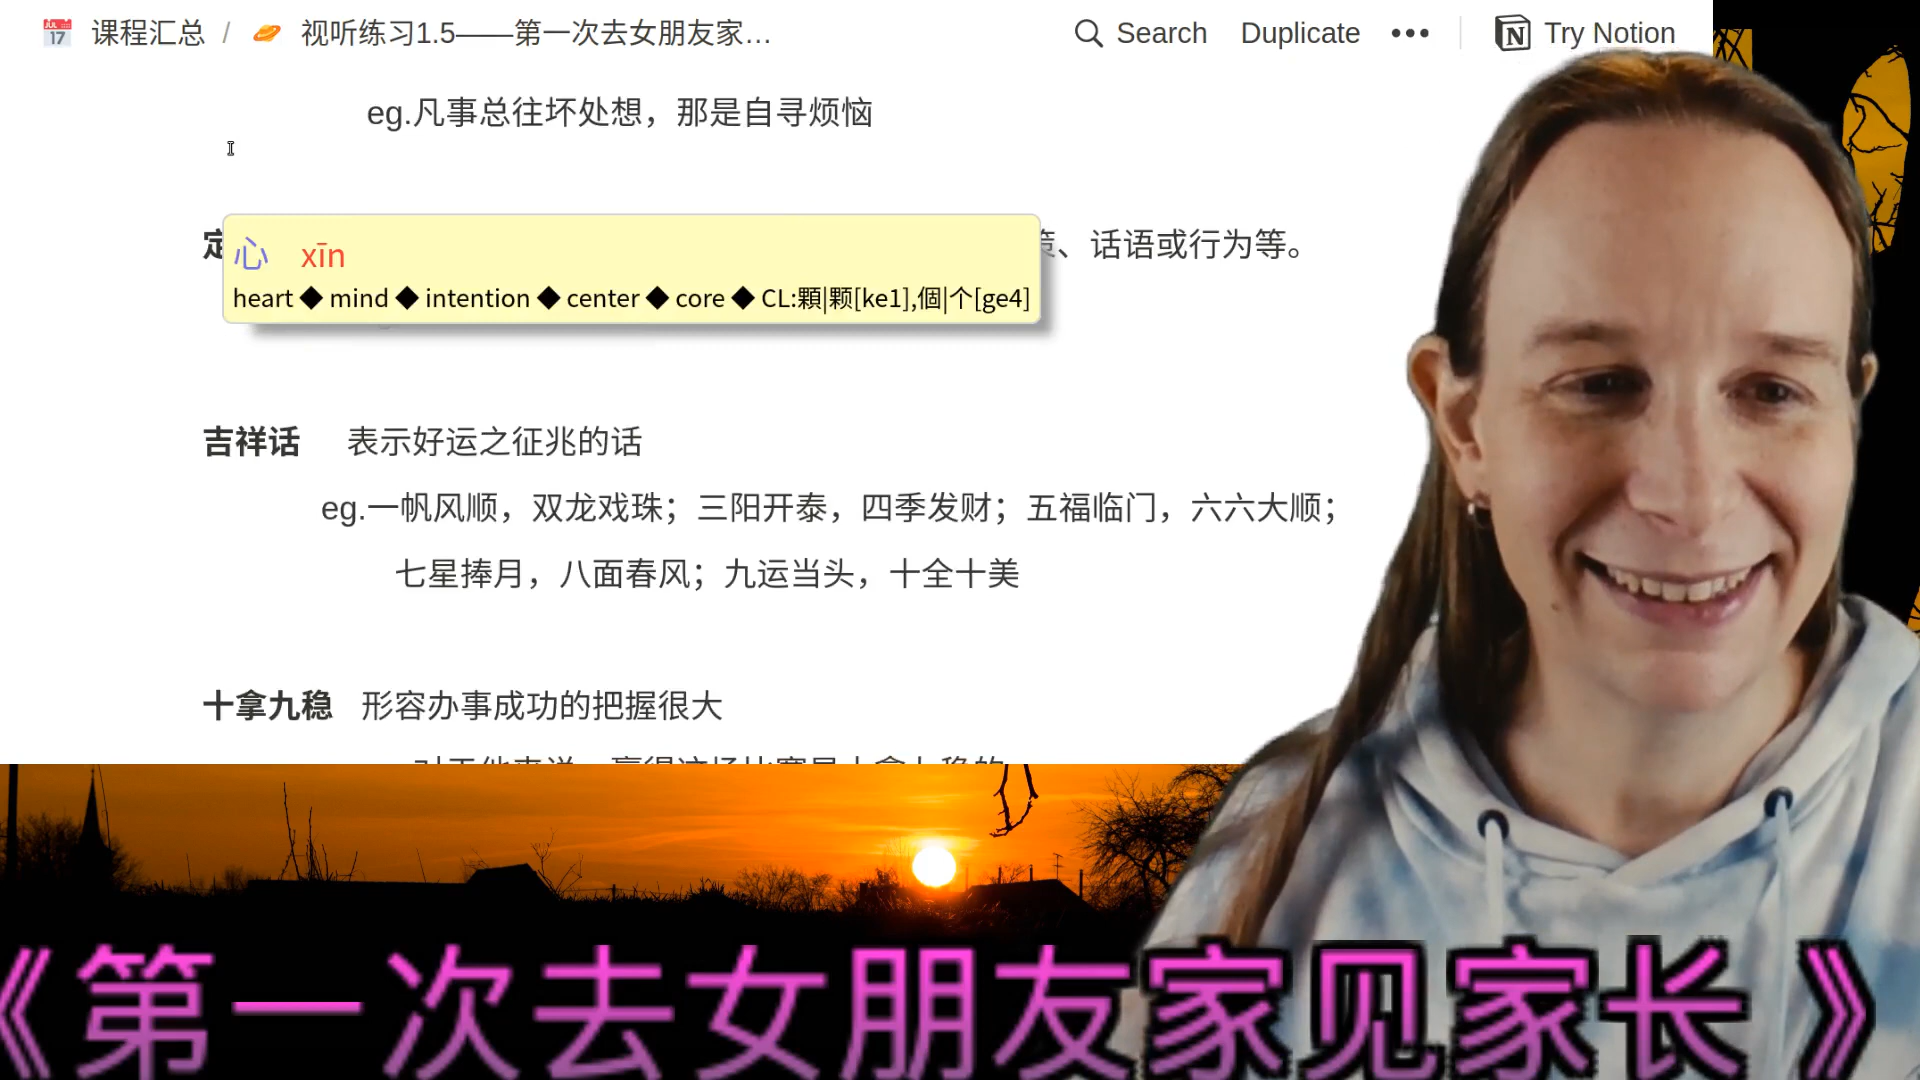 JUL
17
课程汇总 / 视听练习1.5——第一次去女朋友家…
Search Duplicate ••• Try Notion
eg.凡事总往坏处想，那是自寻烦恼
定
、话语或行为等。
心 xīn
heart ◆ mind ◆ intention ◆ center ◆ core ◆ CL:顆|颗[ke1],個|个[ge4]
吉祥话 表示好运之征兆的话
eg.一帆风顺，双龙戏珠；三阳开泰，四季发财；五福临门，六六大顺；
七星捧月，八面春风；九运当头，十全十美
十拿九稳 形容办事成功的把握很大
《第一次去女朋友家见家长》